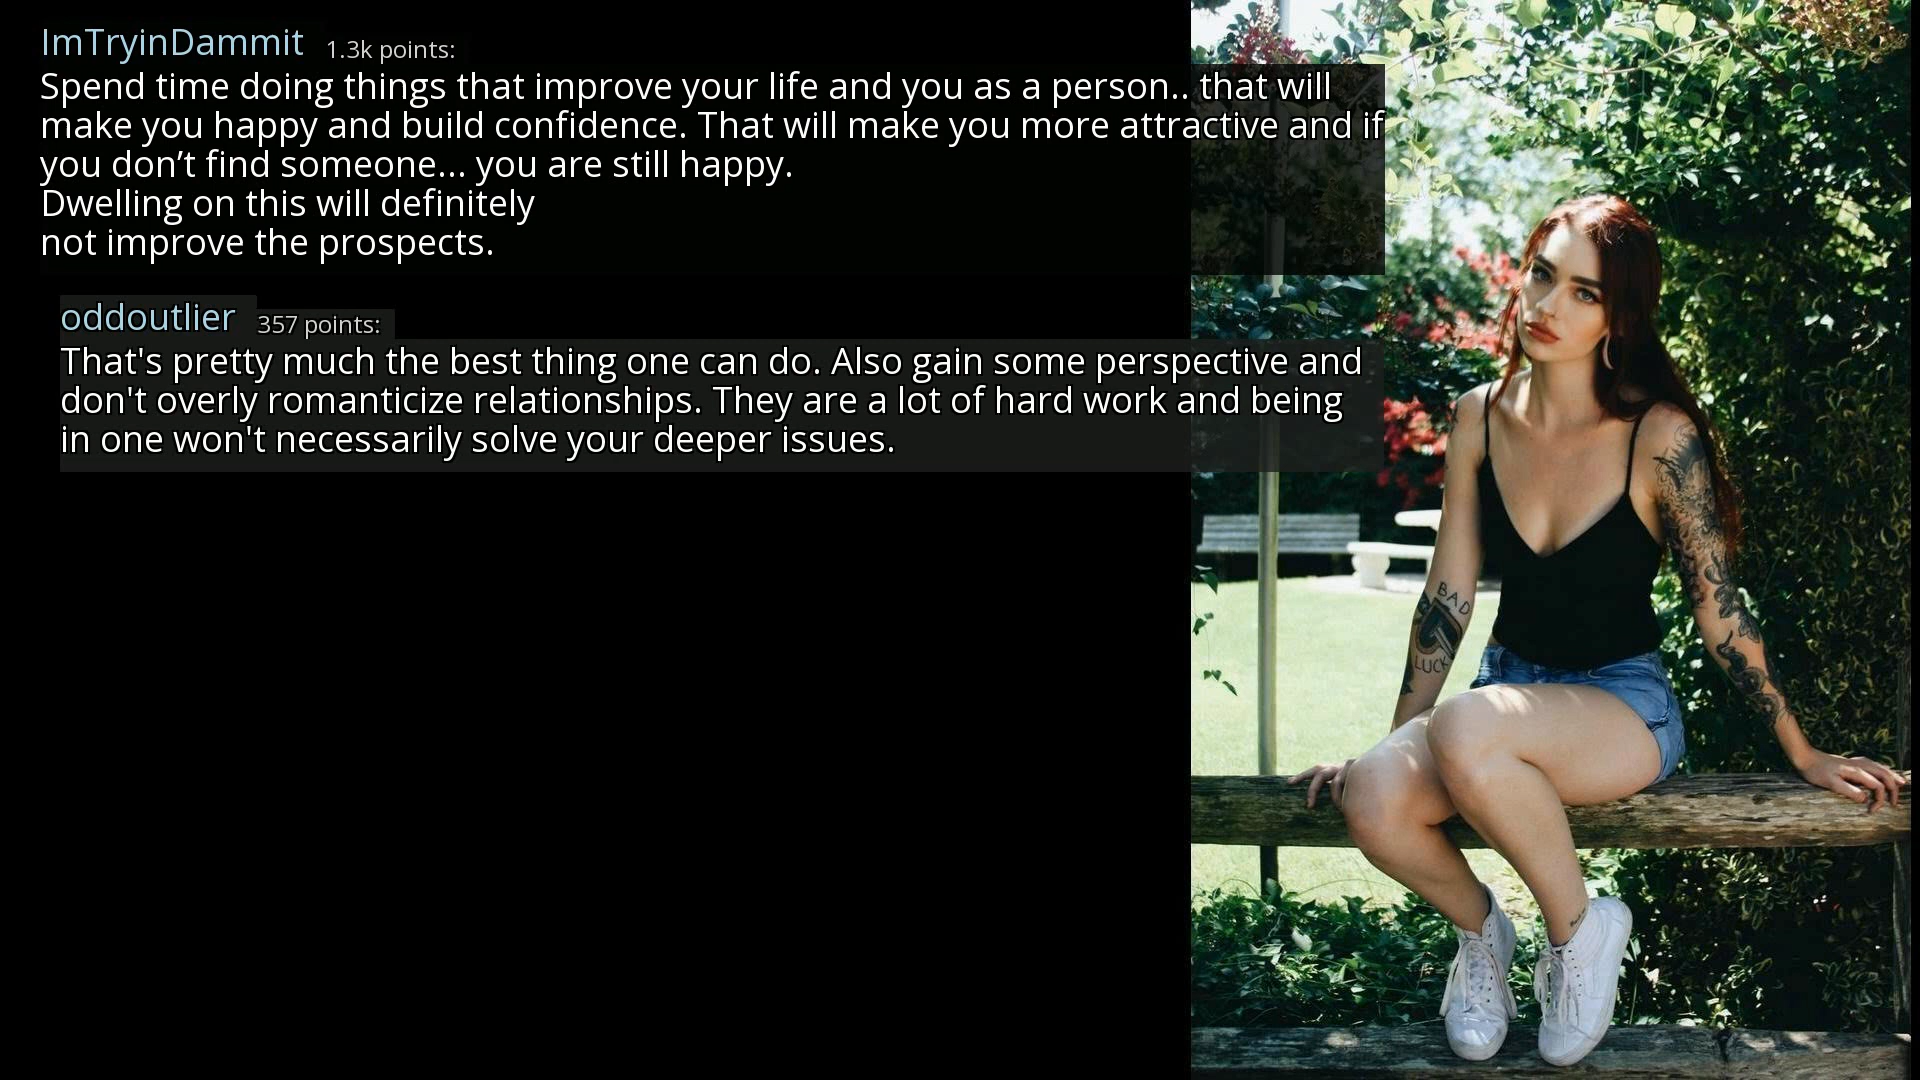 ImTryinDammit 1.3k points:
Spend time doing things that improve your life and you as a person.. that will
make you happy and build confidence. That will make you more attractive and if
you don’t find someone... you are still happy.
Dwelling on this will definitely
not improve the prospects.
oddoutlier 357 points:
That's pretty much the best thing one can do. Also gain some perspective and
don't overly romanticize relationships. They are a lot of hard work and being
in one won't necessarily solve your deeper issues.
BAD
LUCK